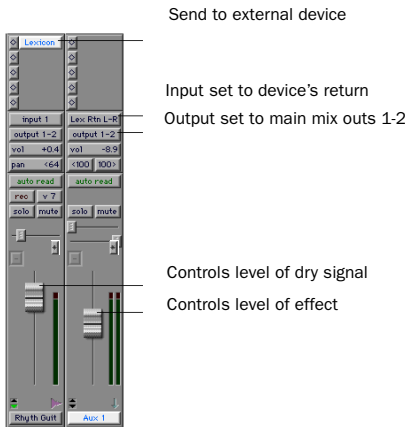 Send to external device
Lexicon
Input set to device's return
input 1
Lex Rtn L-R
Output set to main mix outs 1-2
output 1-2
output 1-2
vol +0.4
vol -8.9
pan <64
<100 100>
auto read
auto read
rec v 7
solo mute
solo mute
Controls level of dry signal
Controls level of effect
Rhyth Guit
Aux 1